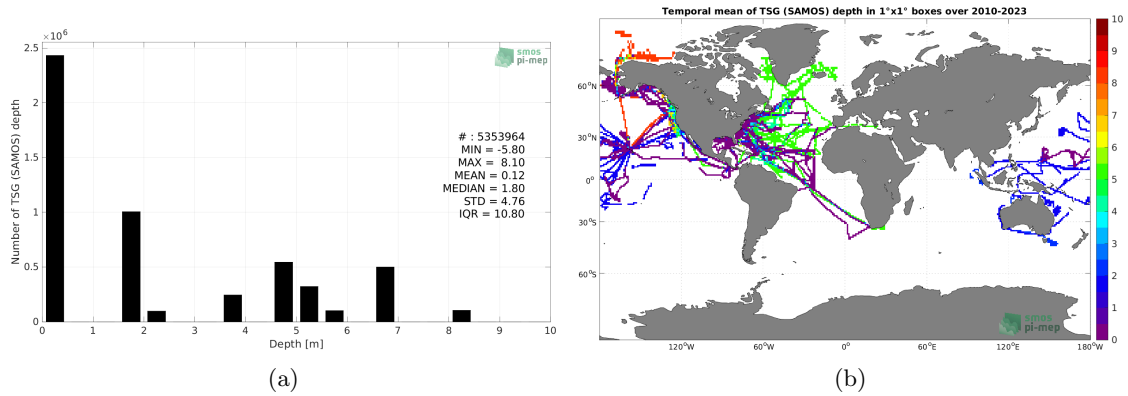 2.5
2
1.5
1
0.5
0
×10⁶
Number of TSG (SAMOS) depth
smos
pi-mep
# : 5353964
MIN = -5.80
MAX = 8.10
MEAN = 0.12
MEDIAN = 1.80
STD = 4.76
IQR = 10.80
0 1 2 3 4 5 6 7 8 9 10
Depth [m]
(a)
Temporal mean of TSG (SAMOS) depth in 1°x1° boxes over 2010-2023
60°N
30°N
0°
30°S
60°S
120°W 60°W 0° 60°E 120°E 180°W
smos
pi-mep
10
9
8
7
6
5
4
3
2
1
0
(b)